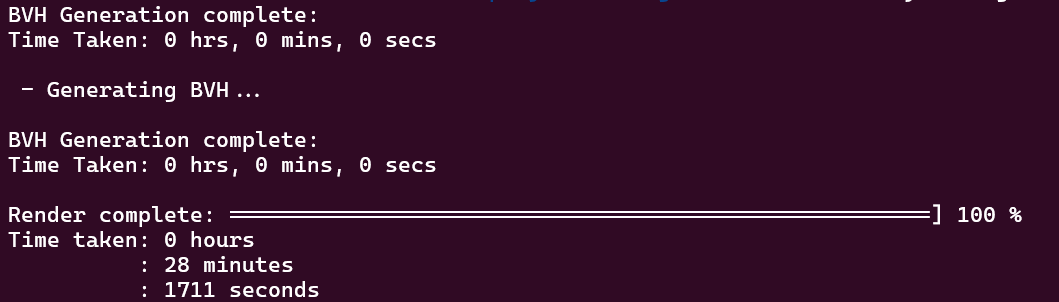 BVH Generation complete:
Time Taken: 0 hrs, 0 mins, 0 secs
- Generating BVH...
BVH Generation complete:
Time Taken: 0 hrs, 0 mins, 0 secs
Render complete: ======================================================] 100 %
Time taken: 0 hours
: 28 minutes
: 1711 seconds